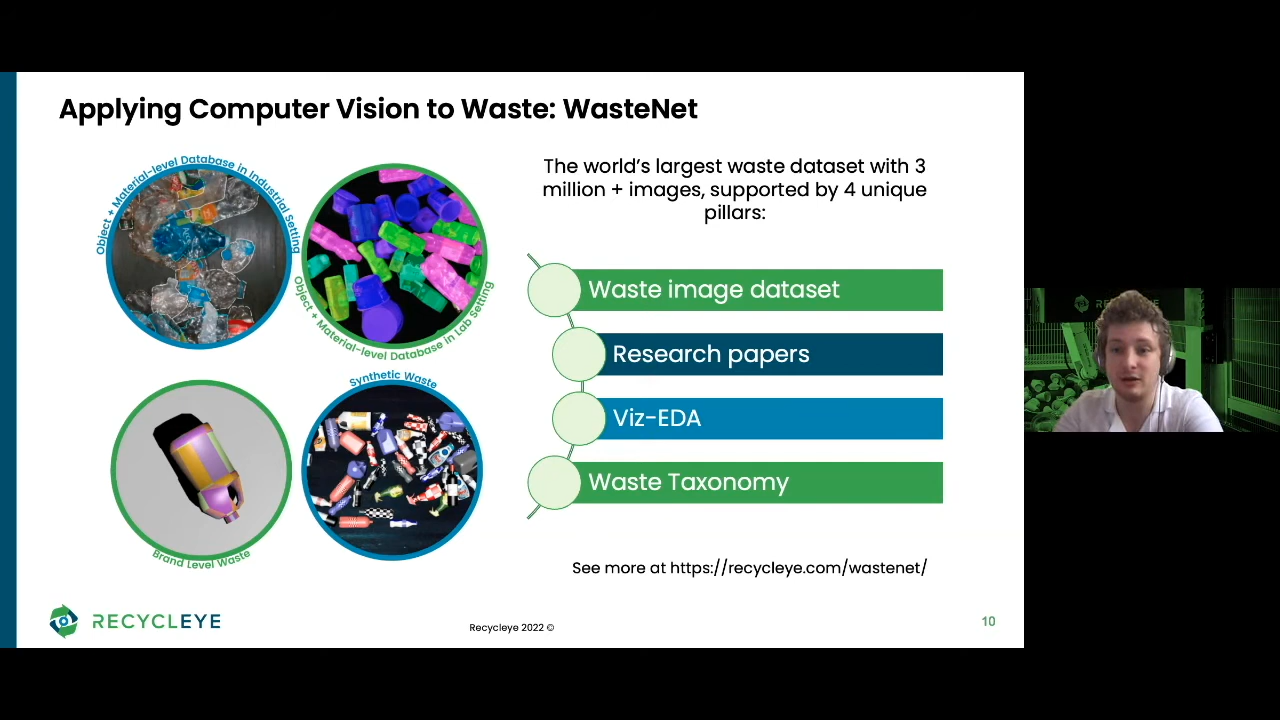 Applying Computer Vision to Waste: WasteNet
Object + Material-level Database in Industrial Setting
Object + Material-level Database in Lab Setting
Brand Level Waste
Synthetic Waste
The world's largest waste dataset with 3
million + images, supported by 4 unique
pillars:
Waste image dataset
Research papers
Viz-EDA
Waste Taxonomy
See more at https://recycleye.com/wastenet/
RECYCLEYE
Recycleye 2022 ©
10